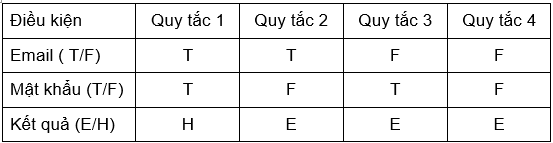 Điều kiện Quy tắc 1 Quy tắc 2 Quy tắc 3 Quy tắc 4
Email ( T/F) T T F F
Mật khẩu (T/F) T F T F
Kết quả (E/H) H E E E